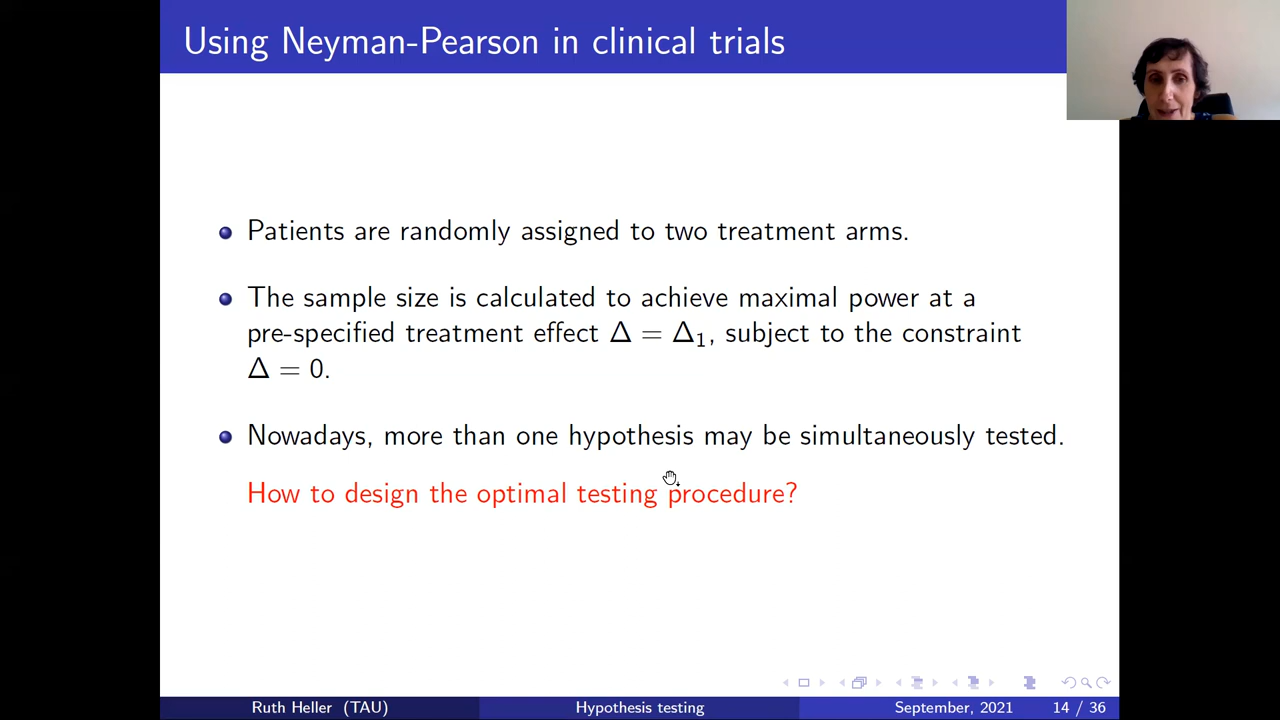 Using Neyman-Pearson in clinical trials
Patients are randomly assigned to two treatment arms.
The sample size is calculated to achieve maximal power at a
pre-specified treatment effect Δ = Δ₁, subject to the constraint
Δ = 0.
Nowadays, more than one hypothesis may be simultaneously tested.
How to design the optimal testing procedure?
Ruth Heller (TAU) Hypothesis testing September, 2021 14 / 36